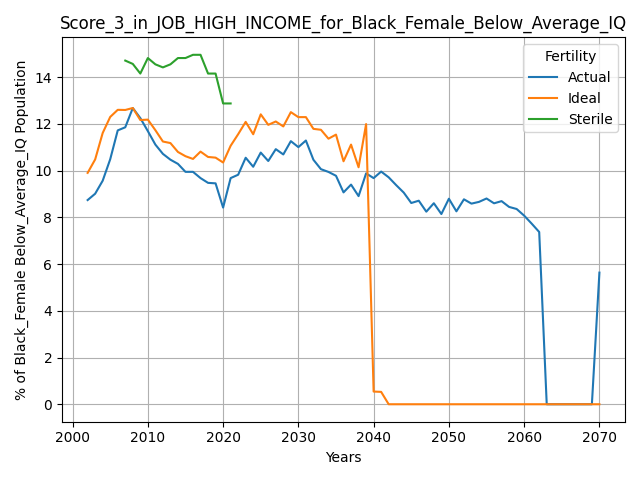 Score_3_in_JOB_HIGH_INCOME_for_Black_Female_Below_Average_IQ
% of Black_Female Below_Average_IQ Population
14
12
10
8
6
4
2
0
Fertility
Actual
Ideal
Sterile
2000 2010 2020 2030 2040 2050 2060 2070
Years